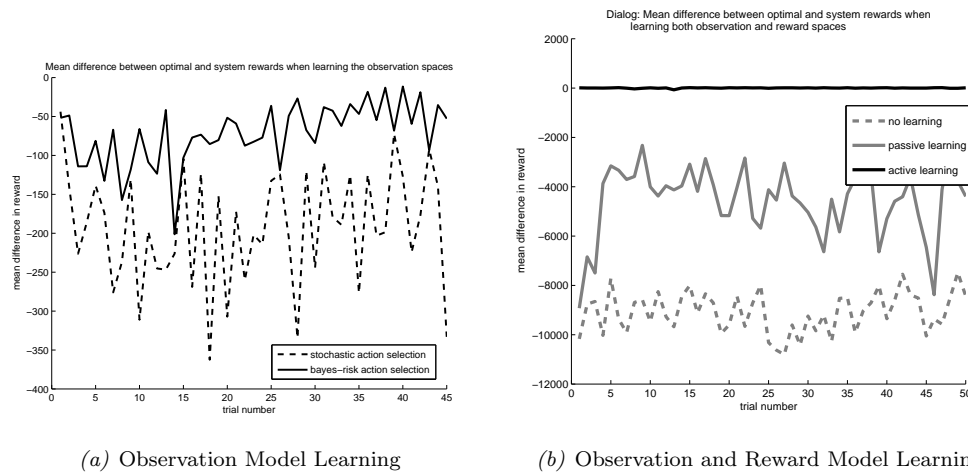 Mean difference between optimal and system rewards when learning the observation spaces
0
−50
−100
−150
−200
−250
−300
−350
−400
mean difference in reward
0 5 10 15 20 25 30 35 40 45
trial number
stochastic action selection
bayes−risk action selection
(a) Observation Model Learning
Dialog: Mean difference between optimal and system rewards when
learning both observation and reward spaces
2000
0
−2000
−4000
−6000
−8000
−10000
−12000
mean difference in reward
0 5 10 15 20 25 30 35 40 45 50
trial number
no learning
passive learning
active learning
(b) Observation and Reward Model Learnin